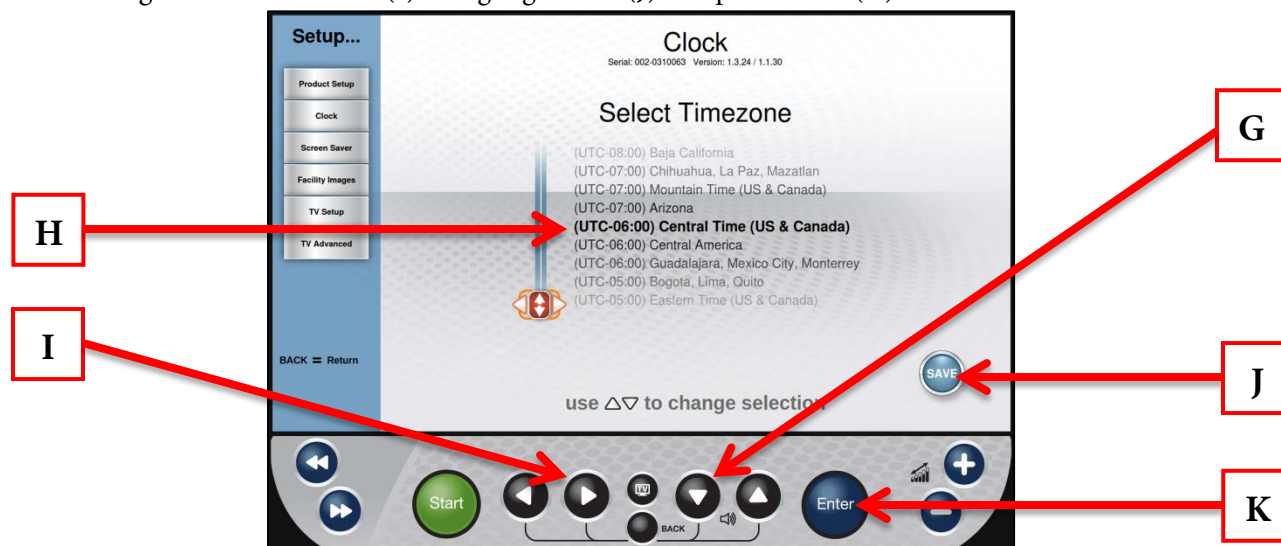 Setup...
Product Setup
Clock
Screen Saver
Facility Images
TV Setup
TV Advanced
BACK = Return
Clock
Serial: 002-0310063 Version: 1.3.24 / 1.1.30
Select Timezone
(UTC-08:00) Baja California
(UTC-07:00) Chihuahua, La Paz, Mazatlan
(UTC-07:00) Mountain Time (US & Canada)
(UTC-07:00) Arizona
(UTC-06:00) Central Time (US & Canada)
(UTC-06:00) Central America
(UTC-06:00) Guadalajara, Mexico City, Monterrey
(UTC-05:00) Bogota, Lima, Quito
(UTC-05:00) Eastern Time (US & Canada)
SAVE
use △▽ to change selection
Start
TV
BACK
Enter
G
H
I
J
K